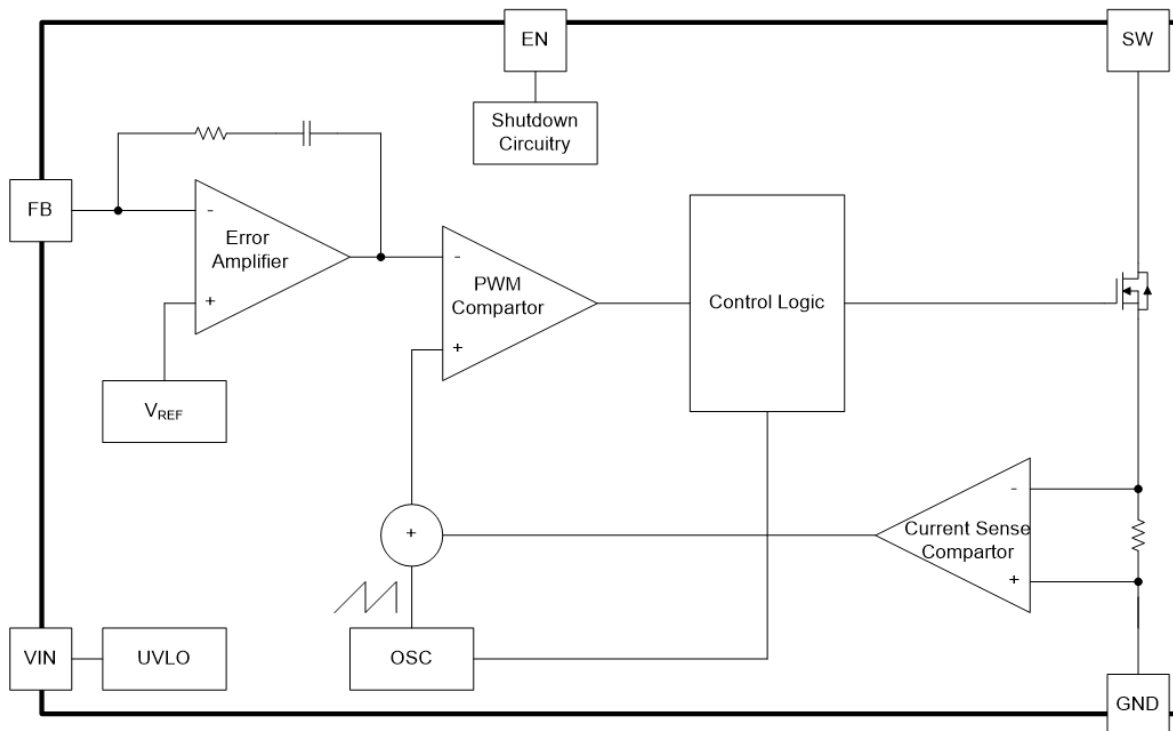 EN
SW
Shutdown
Circuitry
FB
-
Error
Amplifier
+
-
PWM
Compartor
+
Control Logic
VREF
-
Current Sense
Compartor
+
+
VIN
UVLO
OSC
GND